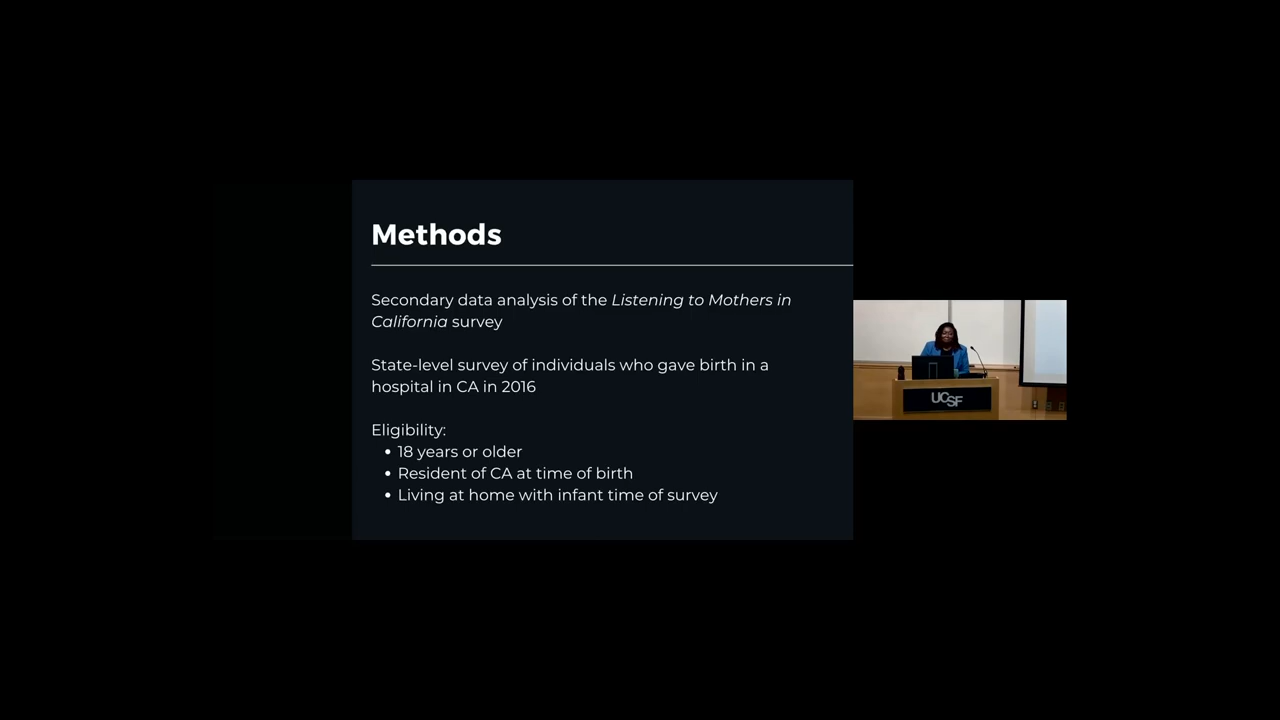 Methods
Secondary data analysis of the Listening to Mothers in
California survey
State-level survey of individuals who gave birth in a
hospital in CA in 2016
Eligibility:
• 18 years or older
• Resident of CA at time of birth
• Living at home with infant time of survey
UCSF